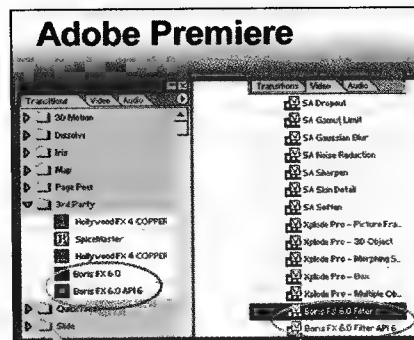 Adobe Premiere
Transitions Video Audio
3D Motion
Dissolve
Iris
Map
Page Peel
3rd Party
HollywoodFX 4 COPPER
SpiceMaster
HollywoodFX 4 COPPER
Boris FX 6.0
Boris FX 6.0 API 6
QuickTime
Slide
Transitions Video Audio
SA Dropout
SA Gamut Limit
SA Gaussian Blur
SA Noise Reduction
SA Sharpen
SA Skin Detail
SA Soften
Xplode Pro - Picture Fra...
Xplode Pro - 3D Object
Xplode Pro - Morphing S...
Xplode Pro - Box
Xplode Pro - Multiple Ob...
Boris FX 6.0 Filter
Boris FX 6.0 Filter API 6